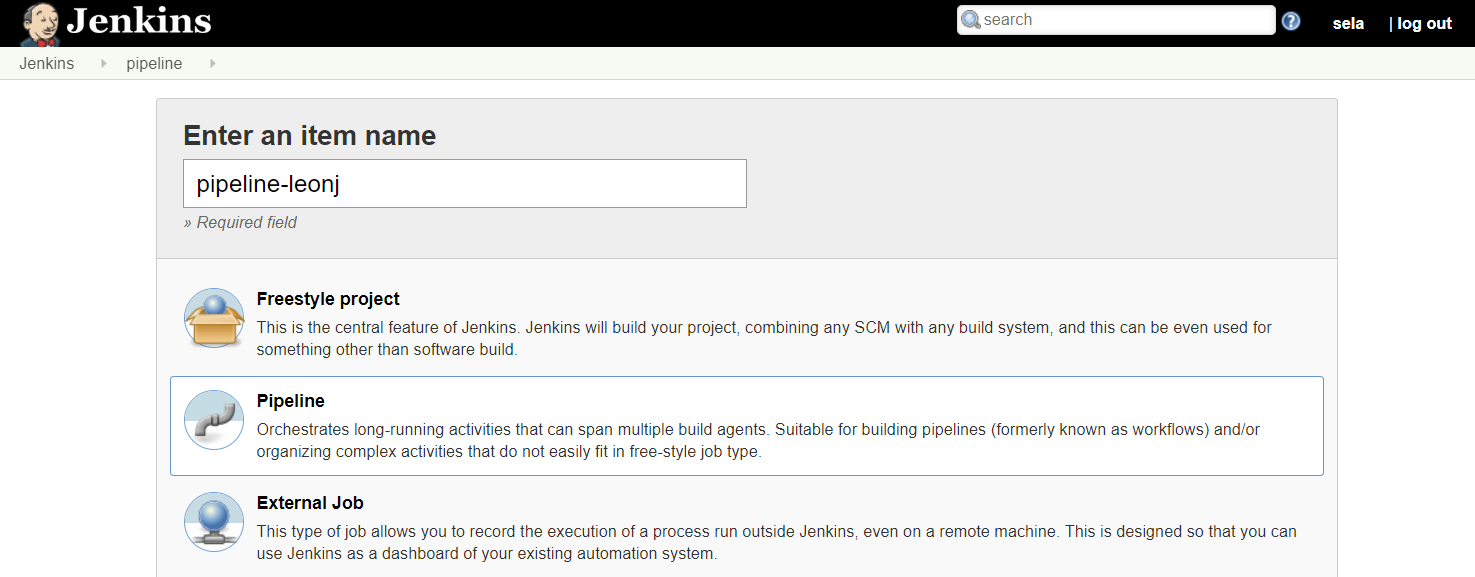 Jenkins
search
sela
| log out
Jenkins
pipeline
Enter an item name
pipeline-leonj
» Required field
Freestyle project
This is the central feature of Jenkins. Jenkins will build your project, combining any SCM with any build system, and this can be even used for
something other than software build.
Pipeline
Orchestrates long-running activities that can span multiple build agents. Suitable for building pipelines (formerly known as workflows) and/or
organizing complex activities that do not easily fit in free-style job type.
External Job
This type of job allows you to record the execution of a process run outside Jenkins, even on a remote machine. This is designed so that you can
use Jenkins as a dashboard of your existing automation system.